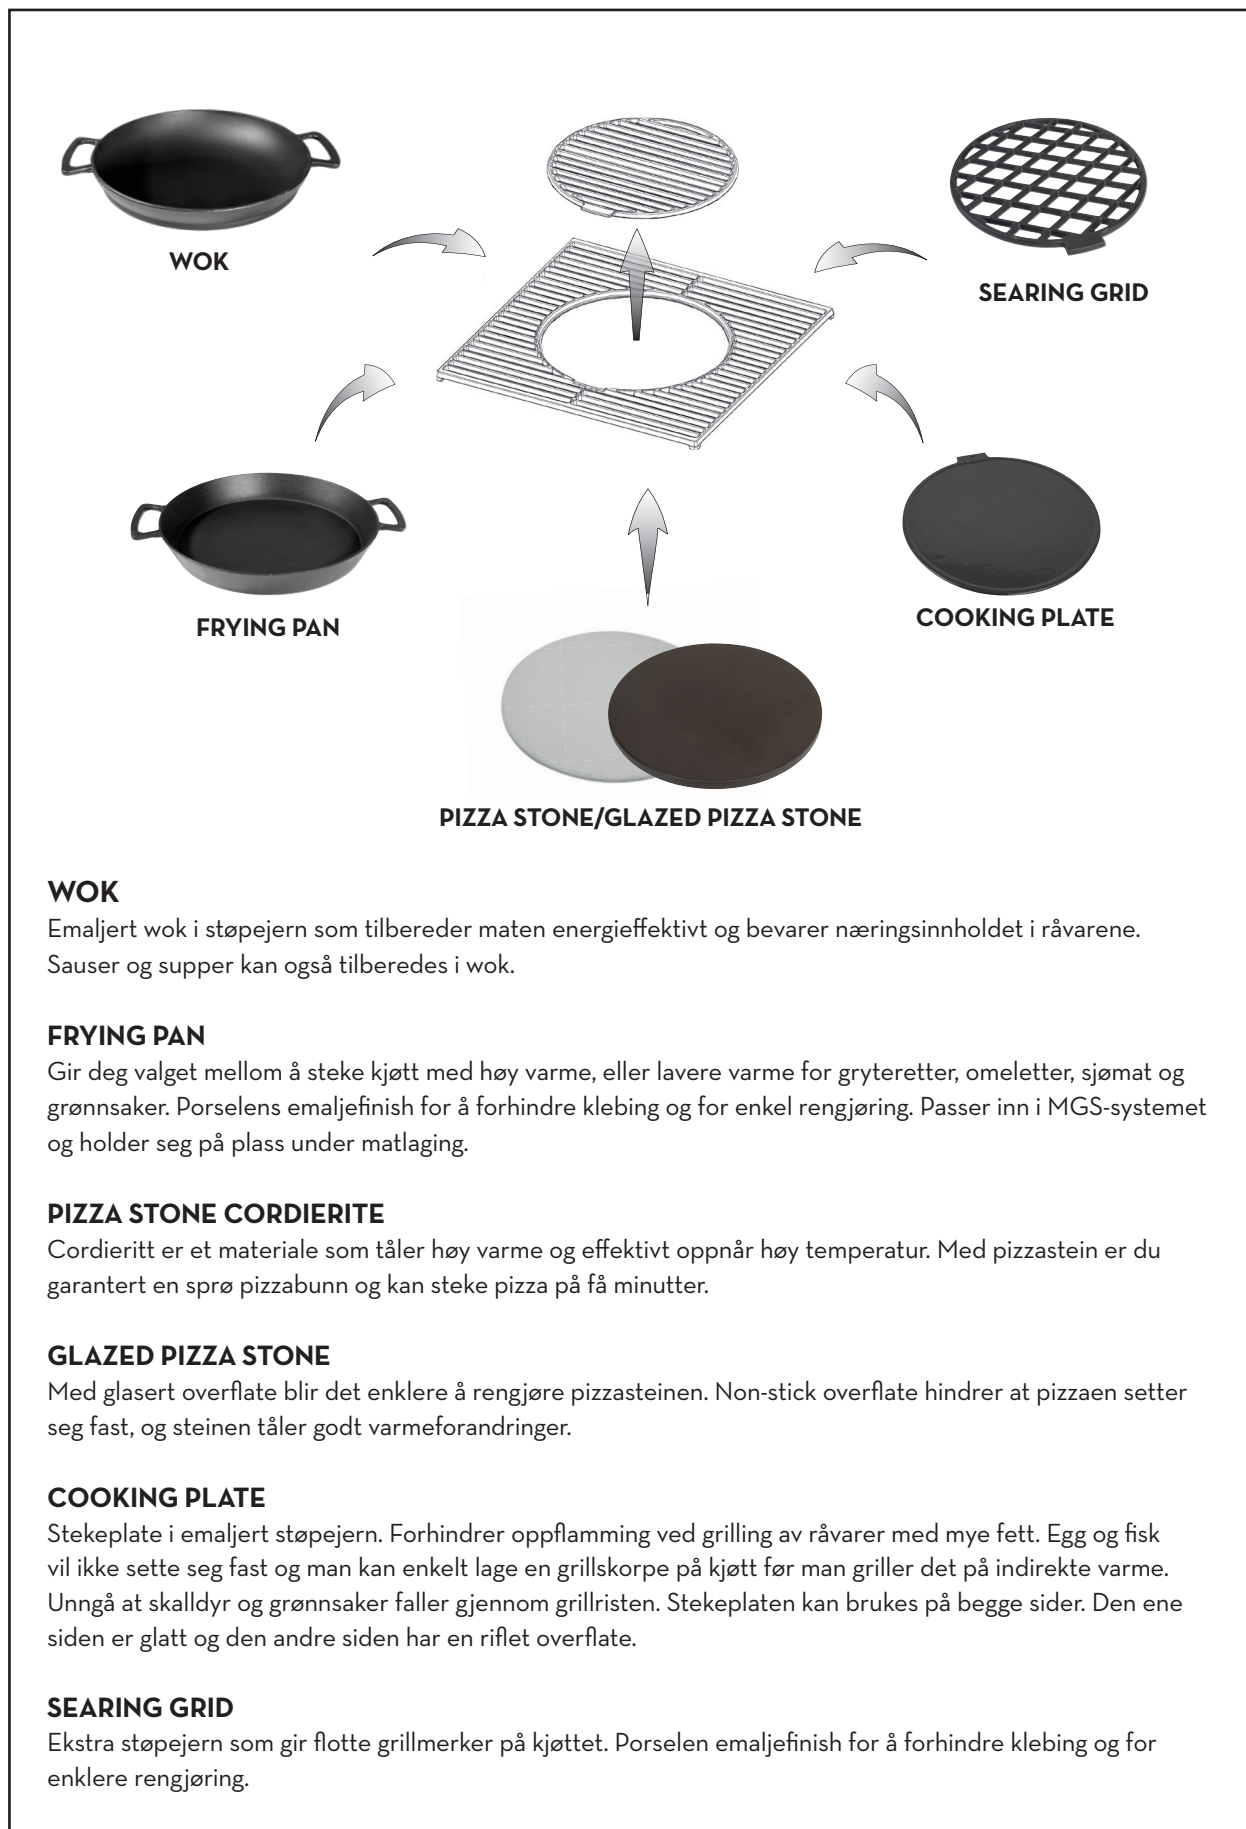 WOK
SEARING GRID
FRYING PAN
COOKING PLATE
PIZZA STONE/GLAZED PIZZA STONE
WOK
Emaljert wok i støpejern som tilbereder maten energieffektivt og bevarer næringsinnholdet i råvarene.
Sauser og supper kan også tilberedes i wok.
FRYING PAN
Gir deg valget mellom å steke kjøtt med høy varme, eller lavere varme for gryteretter, omeletter, sjømat og
grønnsaker. Porselens emaljefinish for å forhindre klebing og for enkel rengjøring. Passer inn i MGS-systemet
og holder seg på plass under matlaging.
PIZZA STONE CORDIERITE
Cordieritt er et materiale som tåler høy varme og effektivt oppnår høy temperatur. Med pizzastein er du
garantert en sprø pizzabunn og kan steke pizza på få minutter.
GLAZED PIZZA STONE
Med glasert overflate blir det enklere å rengjøre pizzasteinen. Non-stick overflate hindrer at pizzaen setter
seg fast, og steinen tåler godt varmeforandringer.
COOKING PLATE
Stekeplate i emaljert støpejern. Forhindrer oppflamming ved grilling av råvarer med mye fett. Egg og fisk
vil ikke sette seg fast og man kan enkelt lage en grillskorpe på kjøtt før man griller det på indirekte varme.
Unngå at skalldyr og grønnsaker faller gjennom grillristen. Stekeplaten kan brukes på begge sider. Den ene
siden er glatt og den andre siden har en riflet overflate.
SEARING GRID
Ekstra støpejern som gir flotte grillmerker på kjøttet. Porselen emaljefinish for å forhindre klebing og for
enklere rengjøring.